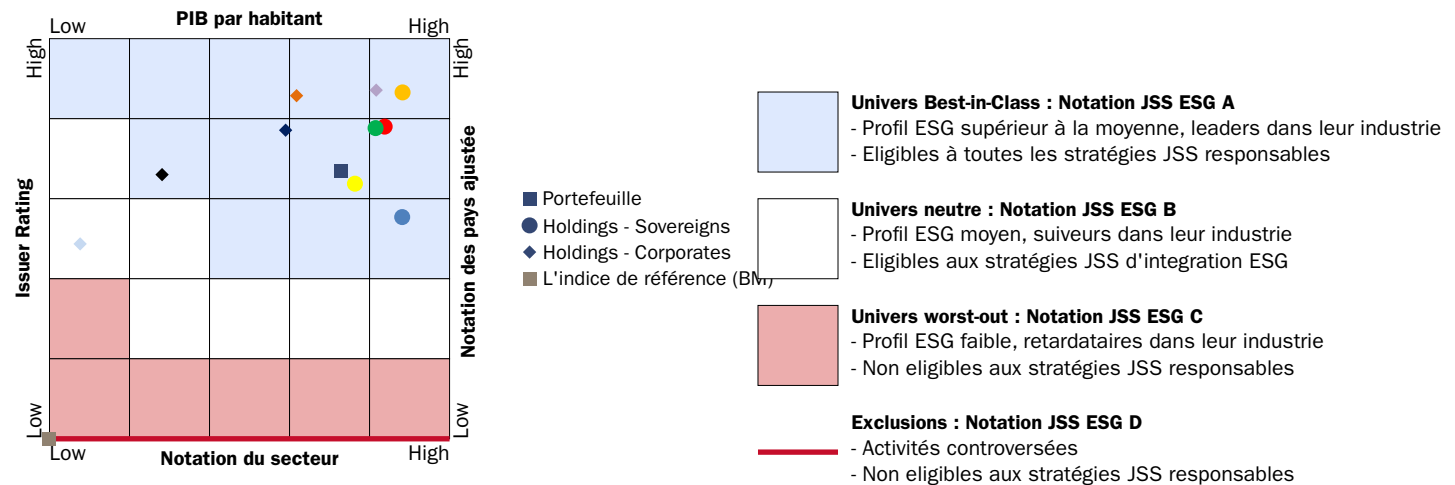 PIB par habitant
Low
High
High
High
Issuer Rating
Notation des pays ajustée
Low
Low
Low
High
Notation du secteur
Portefeuille
Holdings - Sovereigns
Holdings - Corporates
L'indice de référence (BM)
Univers Best-in-Class : Notation JSS ESG A
- Profil ESG supérieur à la moyenne, leaders dans leur industrie
- Eligibles à toutes les stratégies JSS responsables
Univers neutre : Notation JSS ESG B
- Profil ESG moyen, suiveurs dans leur industrie
- Eligibles aux stratégies JSS d'integration ESG
Univers worst-out : Notation JSS ESG C
- Profil ESG faible, retardataires dans leur industrie
- Non eligibles aux stratégies JSS responsables
Exclusions : Notation JSS ESG D
- Activités controversées
- Non eligibles aux stratégies JSS responsables